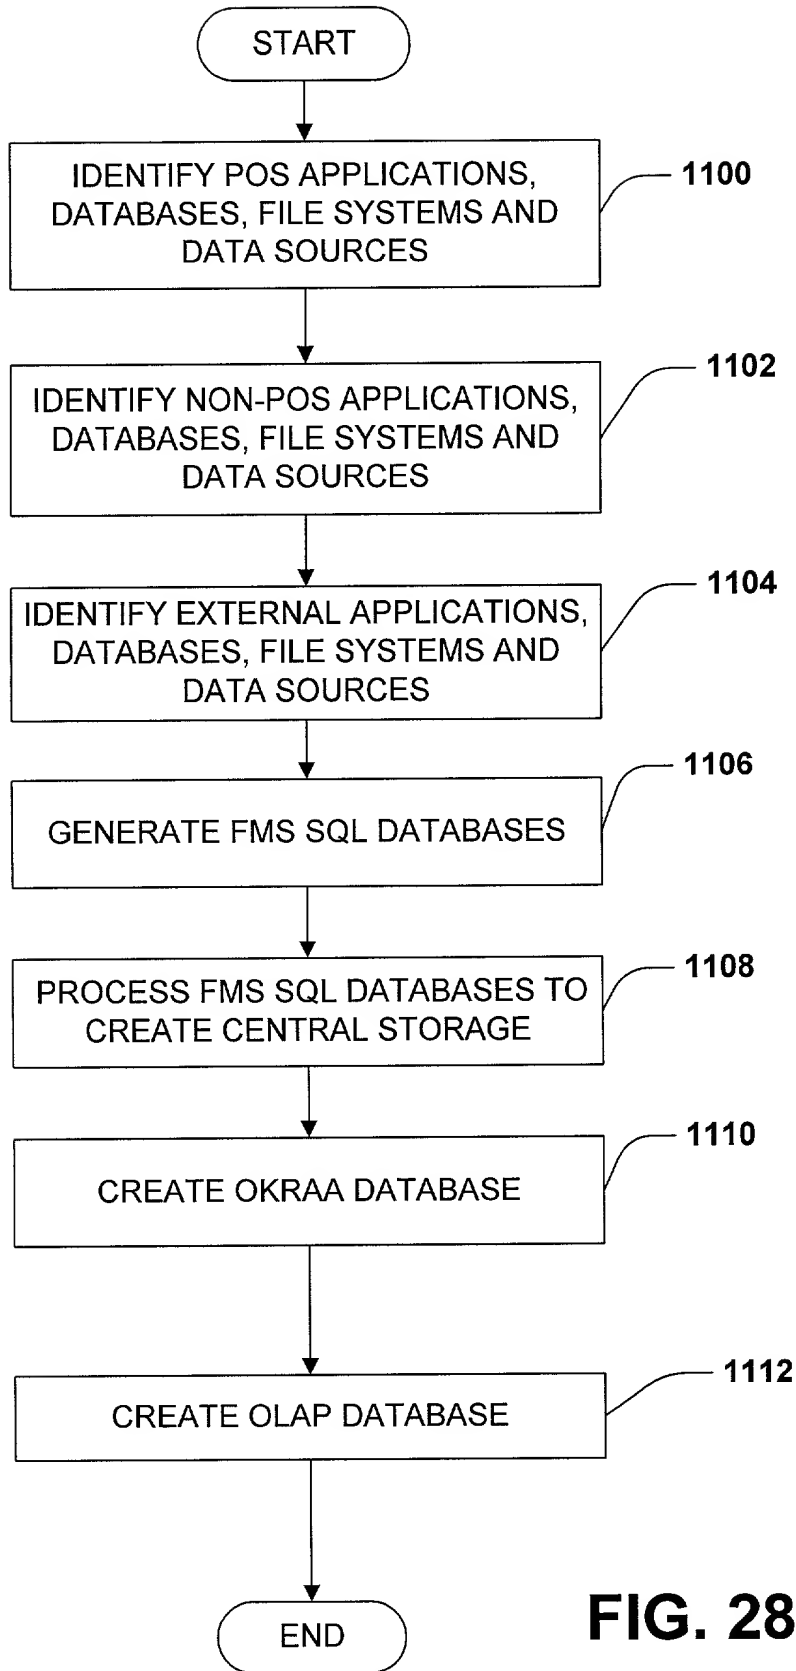 START
IDENTIFY POS APPLICATIONS,
DATABASES, FILE SYSTEMS AND
DATA SOURCES
1100
IDENTIFY NON-POS APPLICATIONS,
DATABASES, FILE SYSTEMS AND
DATA SOURCES
1102
IDENTIFY EXTERNAL APPLICATIONS,
DATABASES, FILE SYSTEMS AND
DATA SOURCES
1104
GENERATE FMS SQL DATABASES
1106
PROCESS FMS SQL DATABASES TO
CREATE CENTRAL STORAGE
1108
CREATE OKRAA DATABASE
1110
CREATE OLAP DATABASE
1112
END
FIG. 28